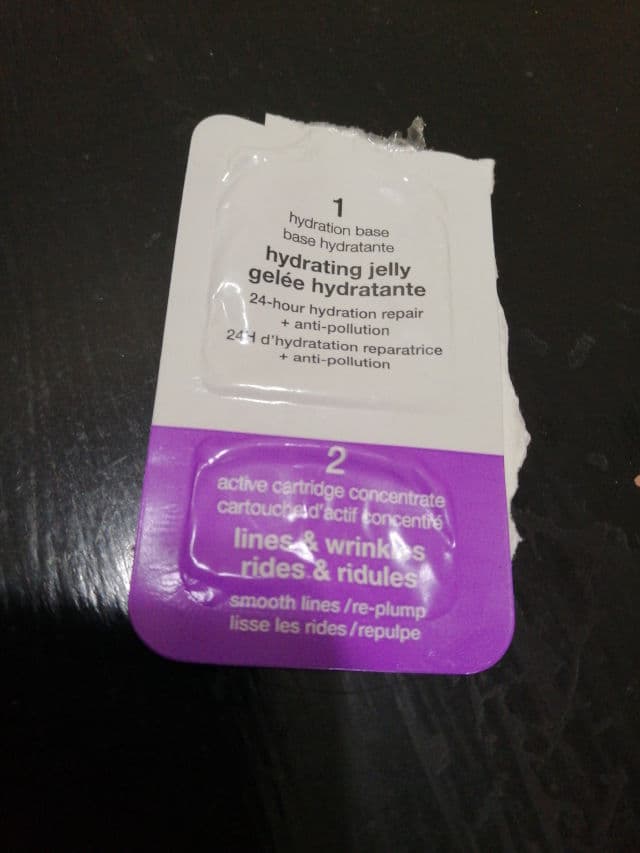 1
hydration base
base hydratante
hydrating jelly
gelée hydratante
24-hour hydration repair
+ anti-pollution
24H d'hydratation reparatrice
+ anti-pollution
2
active cartridge concentrate
cartouche d'actif concentré
lines & wrinkles
rides & ridules
smooth lines/re-plump
lisse les rides/repulpe